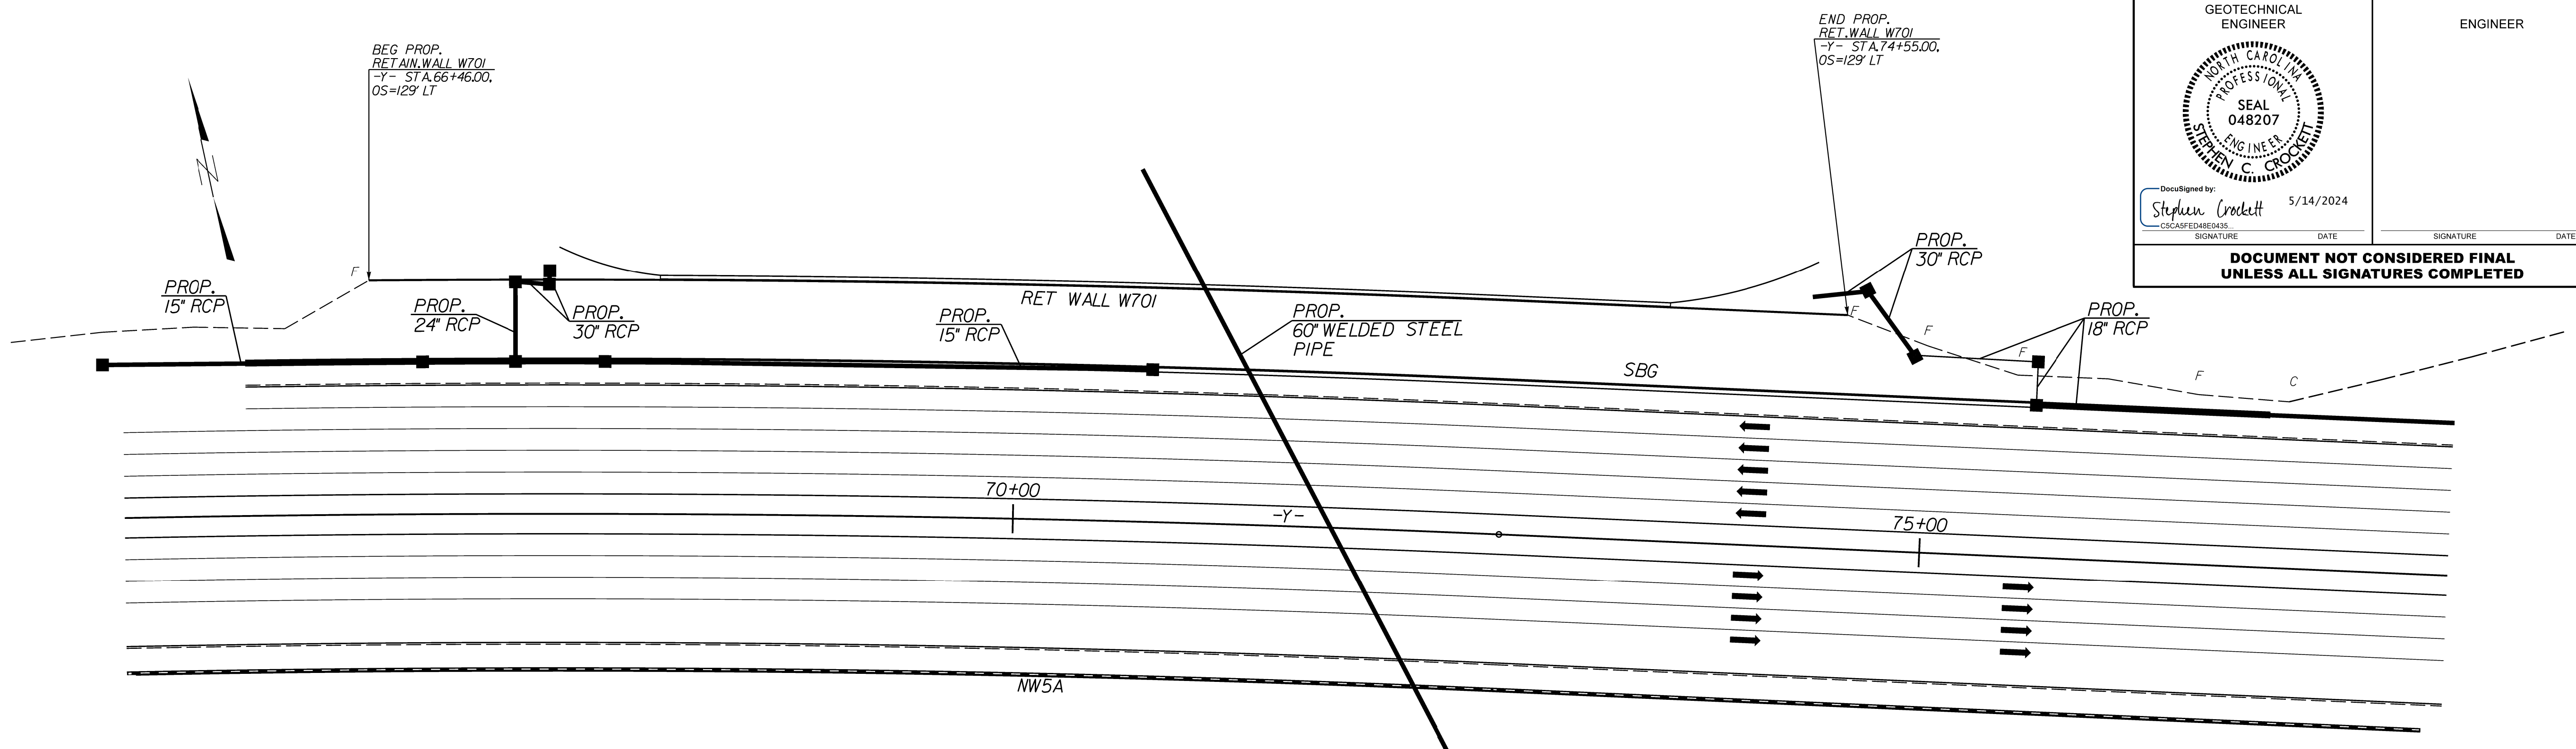 BEG PROP.
RETAIN.WALL W701
-Y- STA.66+46.00,
OS=129' LT
END PROP.
RET.WALL W701
-Y- STA.74+55.00,
OS=129' LT
GEOTECHNICAL
ENGINEER
ENGINEER
NORTH CAROLINA
PROFESSIONAL
SEAL
048207
ENGINEER
STEPHEN C. CROCKETT
DocuSigned by:
Stephen Crockett
5/14/2024
C5CA5FED48E0435...
SIGNATURE
DATE
SIGNATURE
DATE
DOCUMENT NOT CONSIDERED FINAL
UNLESS ALL SIGNATURES COMPLETED
N
F
PROP.
15" RCP
PROP.
24" RCP
PROP.
30" RCP
PROP.
15" RCP
RET WALL W701
PROP.
60" WELDED STEEL
PIPE
SBG
PROP.
30" RCP
F
F
F
PROP.
18" RCP
F
C
70+00
-Y-
75+00
NW5A